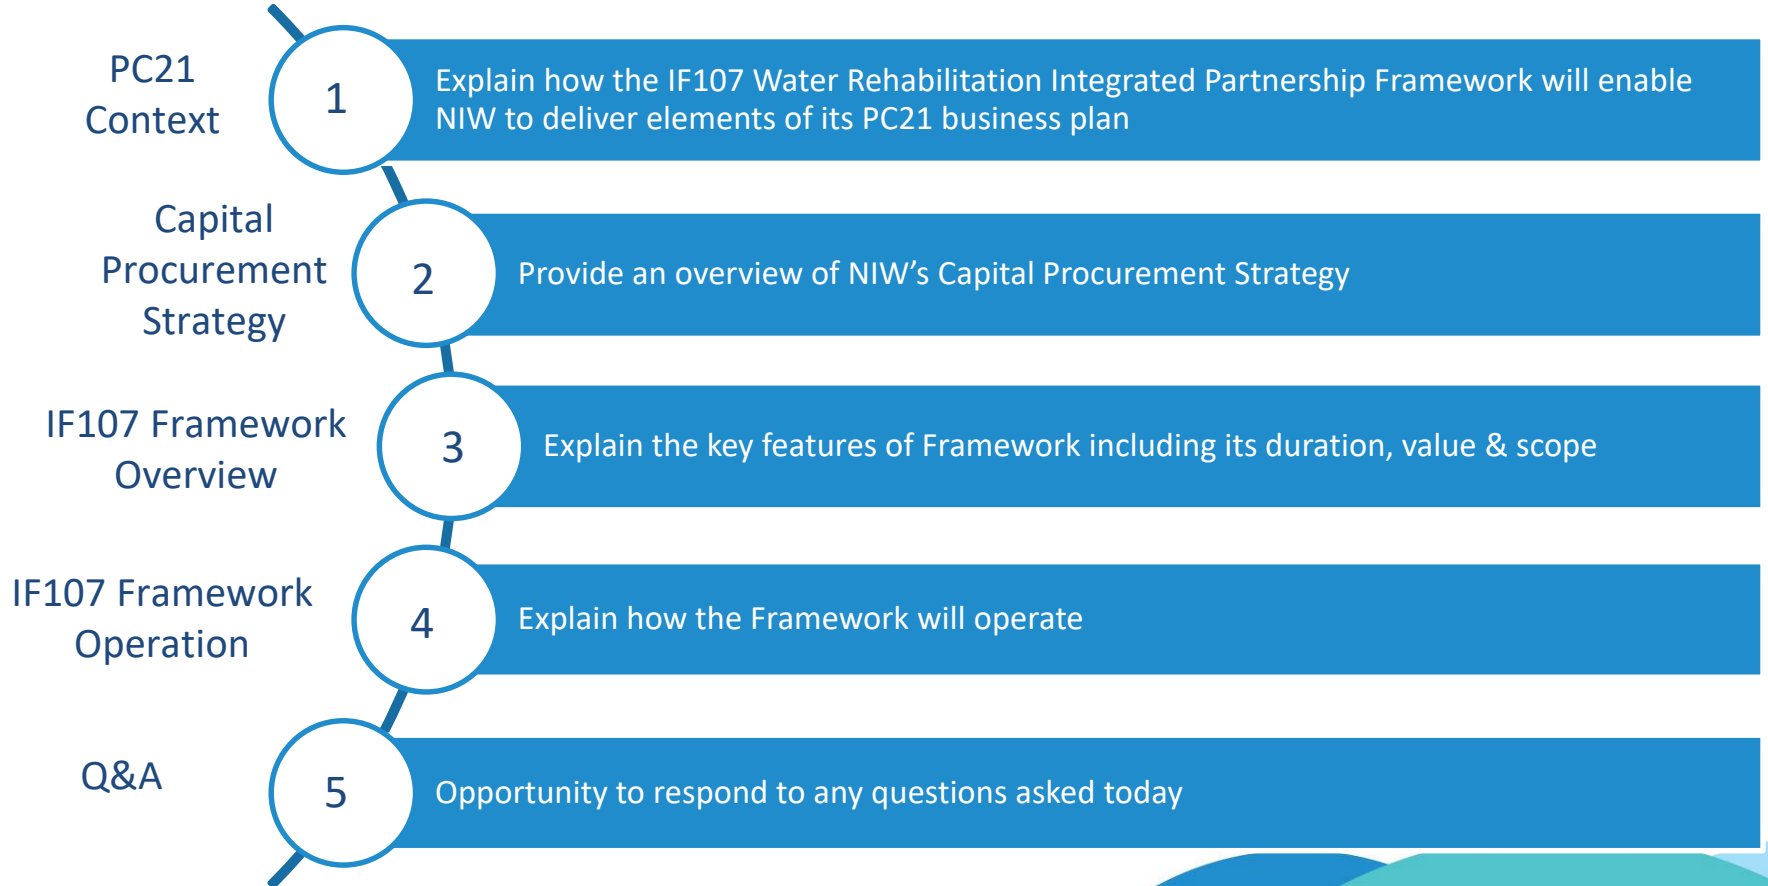 PC21
Context
1
Explain how the IF107 Water Rehabilitation Integrated Partnership Framework will enable
NIW to deliver elements of its PC21 business plan
Capital
Procurement
Strategy
2
Provide an overview of NIW’s Capital Procurement Strategy
IF107 Framework
Overview
3
Explain the key features of Framework including its duration, value & scope
IF107 Framework
Operation
4
Explain how the Framework will operate
Q&A
5
Opportunity to respond to any questions asked today